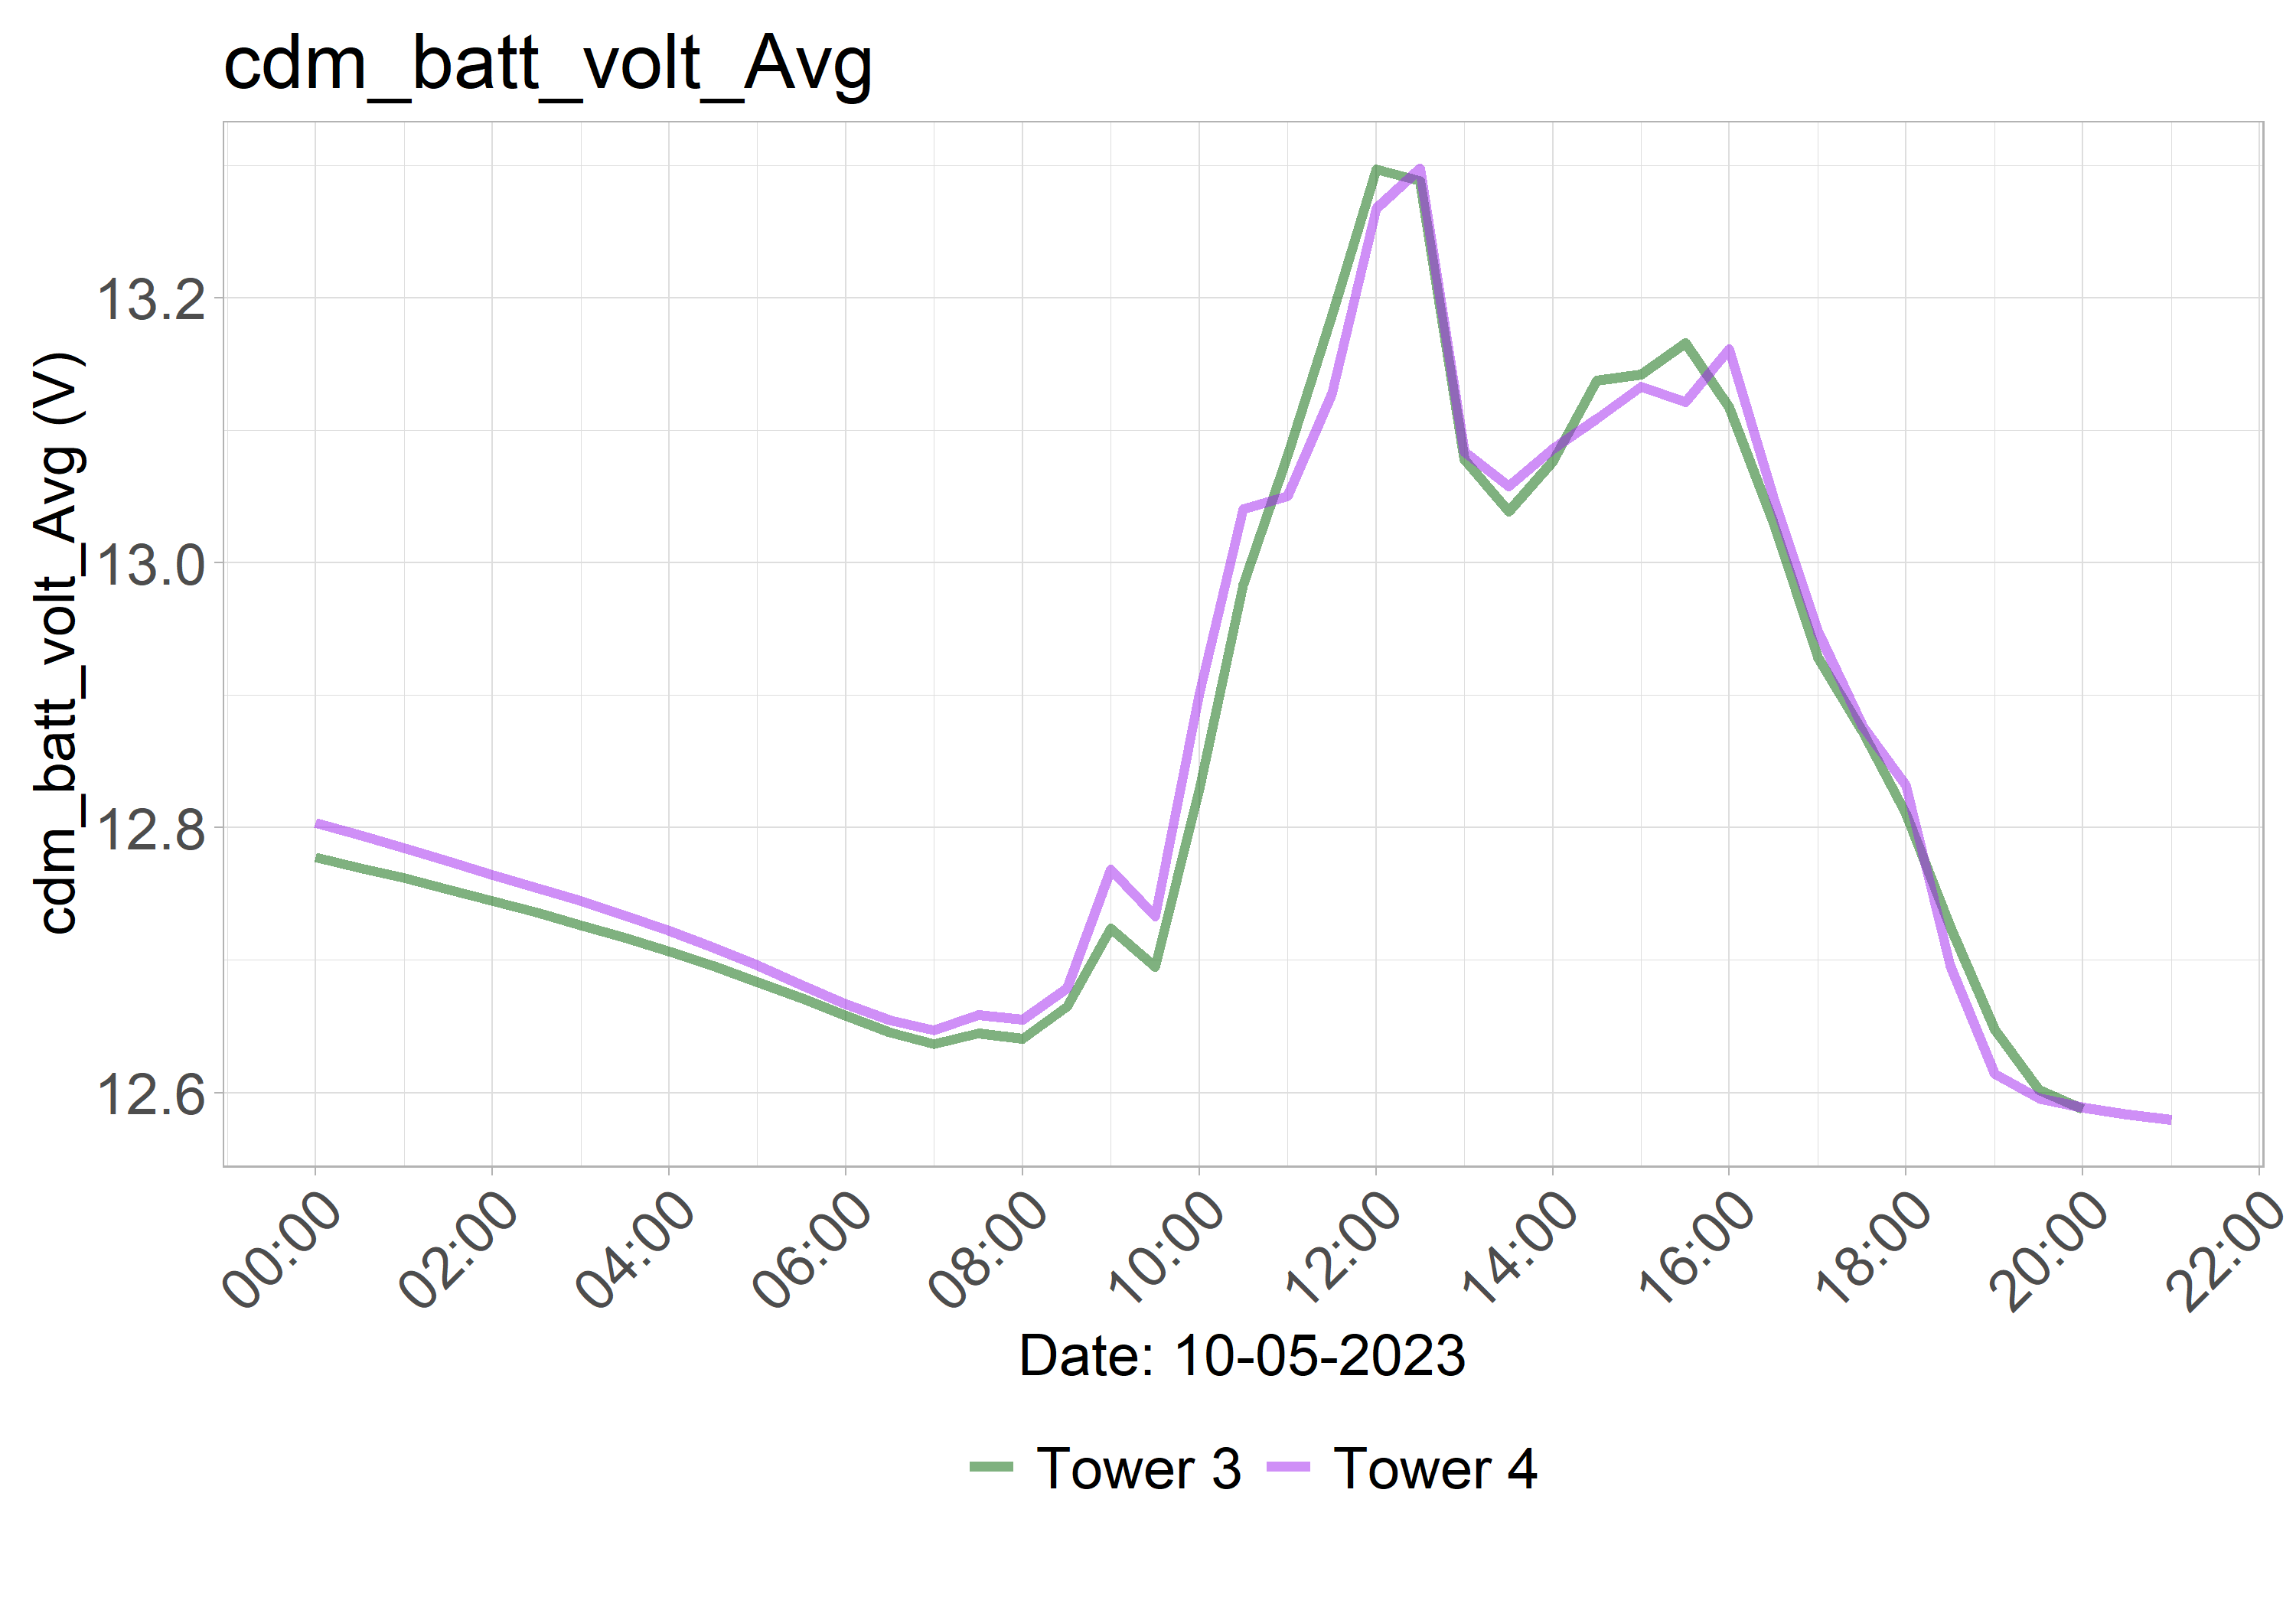 cdm_batt_volt_Avg
cdm_batt_volt_Avg (V)
13.2
13.0
12.8
12.6
00:00 02:00 04:00 06:00 08:00 10:00 12:00 14:00 16:00 18:00 20:00 22:00
Date: 10-05-2023
Tower 3 Tower 4